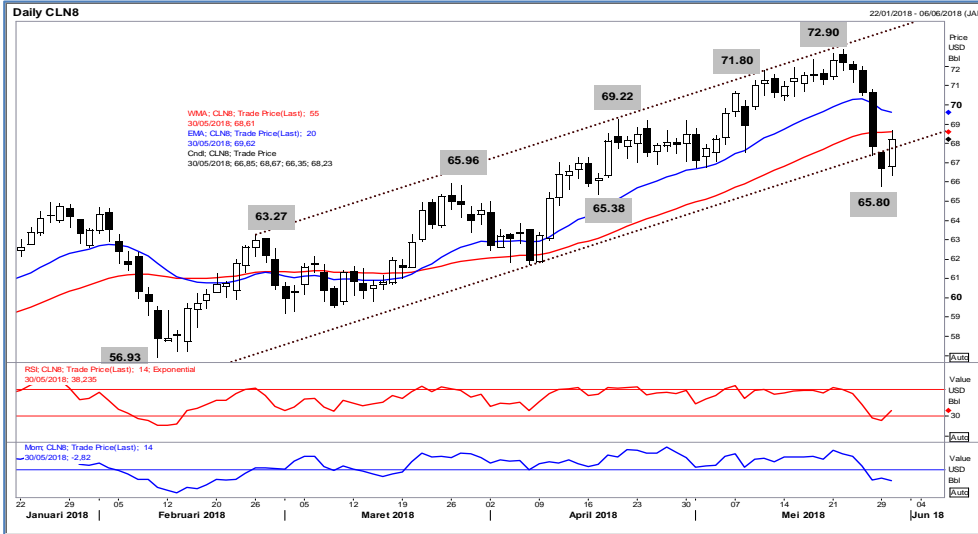 Daily CLN8
22/01/2018 - 06/06/2018 (JA
Price
USD
Bbl
72.90
71.80
72
71
70
69.22
69
WMA; CLN8; Trade Price(Last); 55
30/05/2018; 68,61
EMA; CLN8; Trade Price(Last); 20
30/05/2018; 69,62
Cndl; CLN8; Trade Price
30/05/2018; 66,85; 68,67; 66,35; 68,23
68
67
65.96
66
65.38
65.80
63.27
63
62
61
60
59
58
56.93
Auto
RSI; CLN8; Trade Price(Last); 14; Exponential
30/05/2018; 38,235
Value
USD
Bbl
30
Auto
Mom; CLN8; Trade Price(Last); 14
30/05/2018; -2,82
Value
USD
Bbl
Auto
22 29 05 12 20 26 05 12 19 26 02 09 16 23 01 07 14 21 29 04
Januari 2018 Februari 2018 Maret 2018 April 2018 Mei 2018 Jun 18